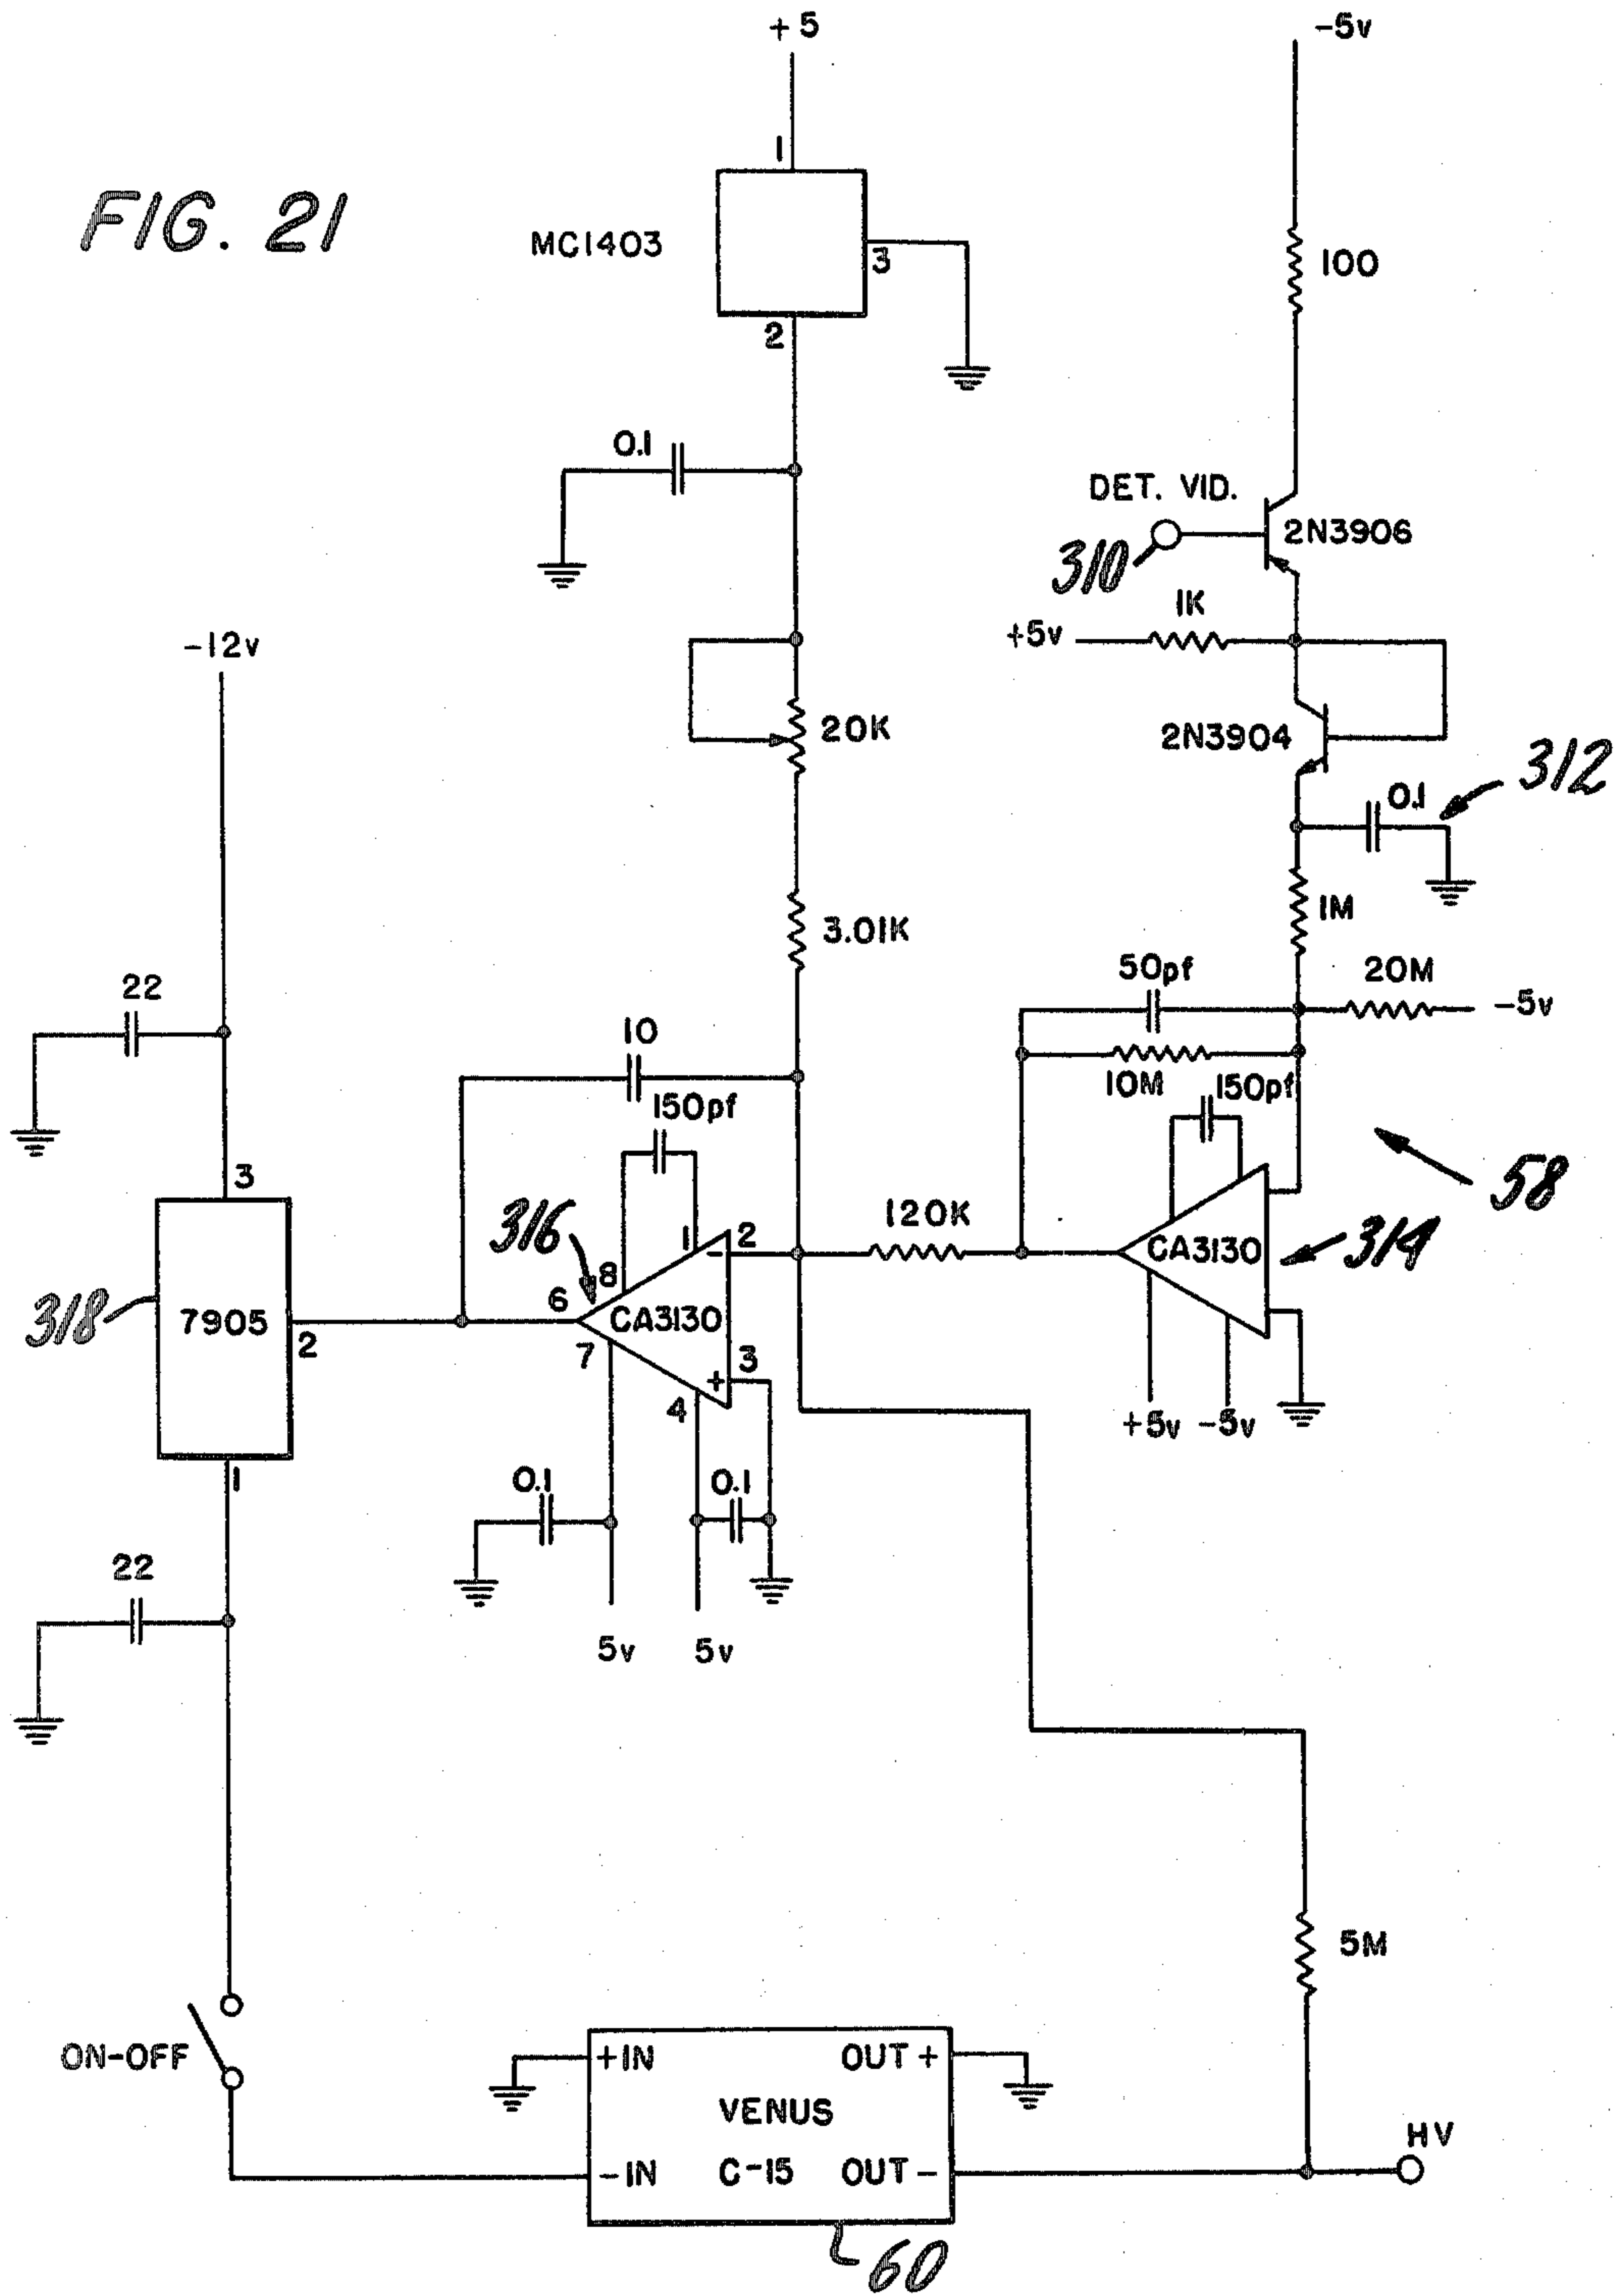 +5
-5v
FIG. 21
1
MC1403
3
2
100
0.1
DET. VID.
2N3906
310
1K
+5v
-12v
20K
2N3904
312
0.1
3.01K
1M
22
50pf
20M
-5v
10
10M
150pf
150pf
58
3
316
1
2
120K
CA3130
314
8
-
6
CA3130
318
7905
2
7
3
+
4
+5v
-5v
1
0.1
0.1
22
5v
5v
5M
ON-OFF
+IN
OUT +
VENUS
HV
-IN
C-15
OUT -
60